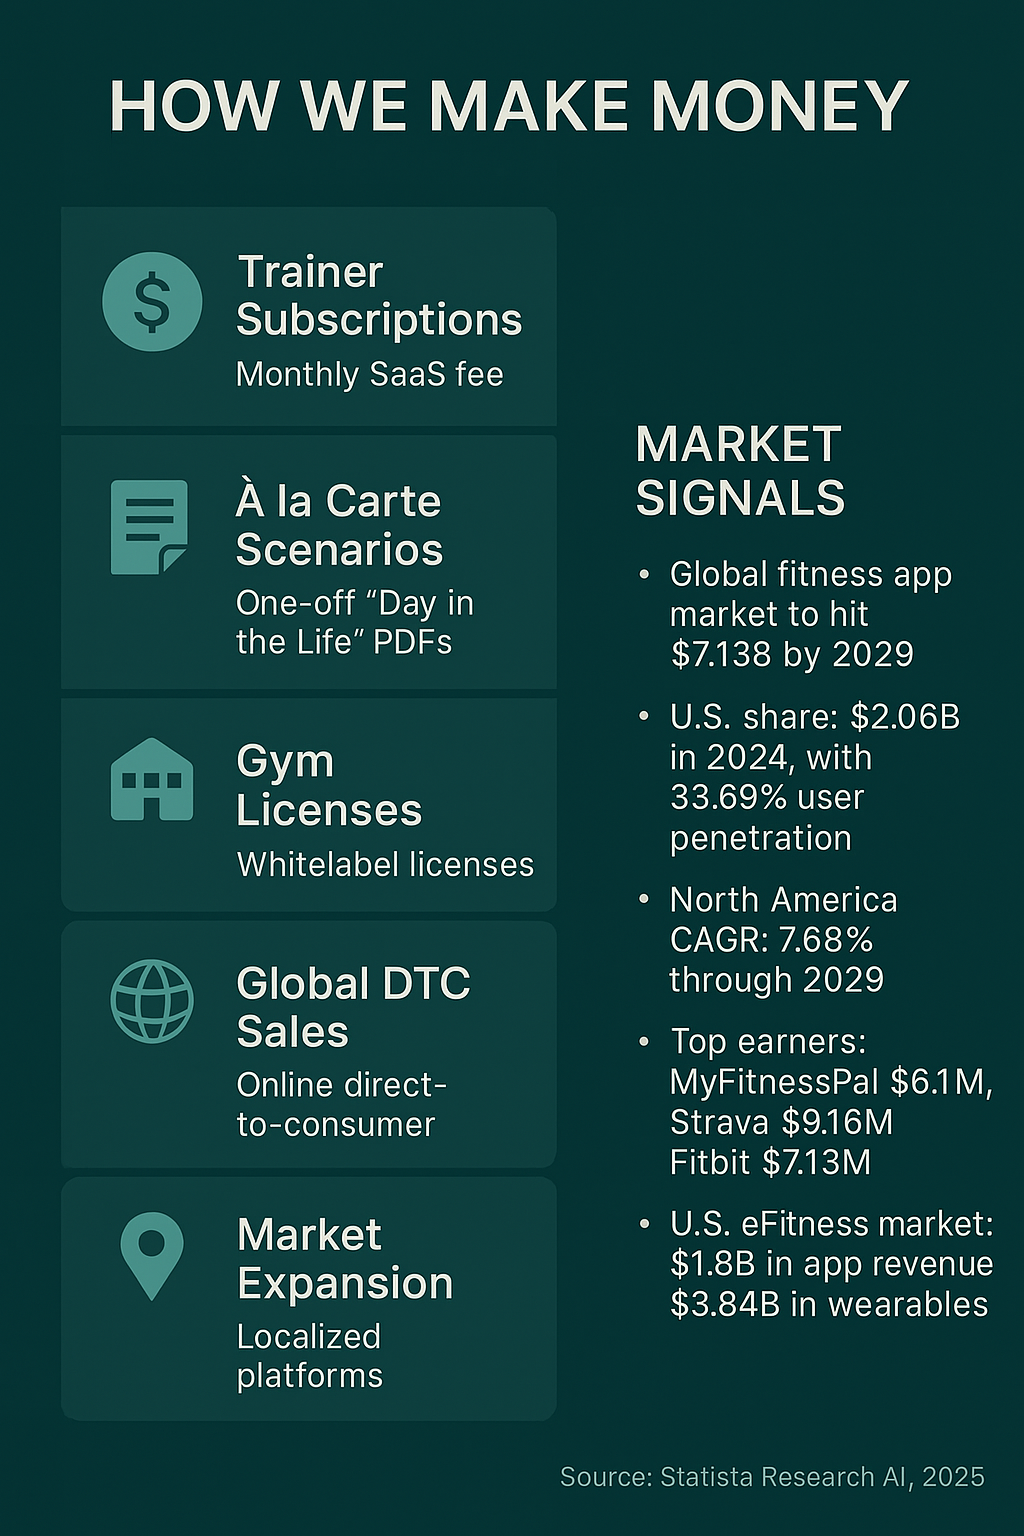 HOW WE MAKE MONEY
Trainer
Subscriptions
Monthly SaaS fee
À la Carte
Scenarios
One-off “Day in
the Life” PDFs
Gym
Licenses
Whitelabel licenses
Global DTC
Sales
Online direct-
to-consumer
Market
Expansion
Localized
platforms
MARKET
SIGNALS
• Global fitness app
market to hit
$7.138 by 2029
• U.S. share: $2.06B
in 2024, with
33.69% user
penetration
• North America
CAGR: 7.68%
through 2029
• Top earners:
MyFitnessPal $6.1M,
Strava $9.16M
Fitbit $7.13M
• U.S. eFitness market:
$1.8B in app revenue
$3.84B in wearables
Source: Statista Research AI, 2025